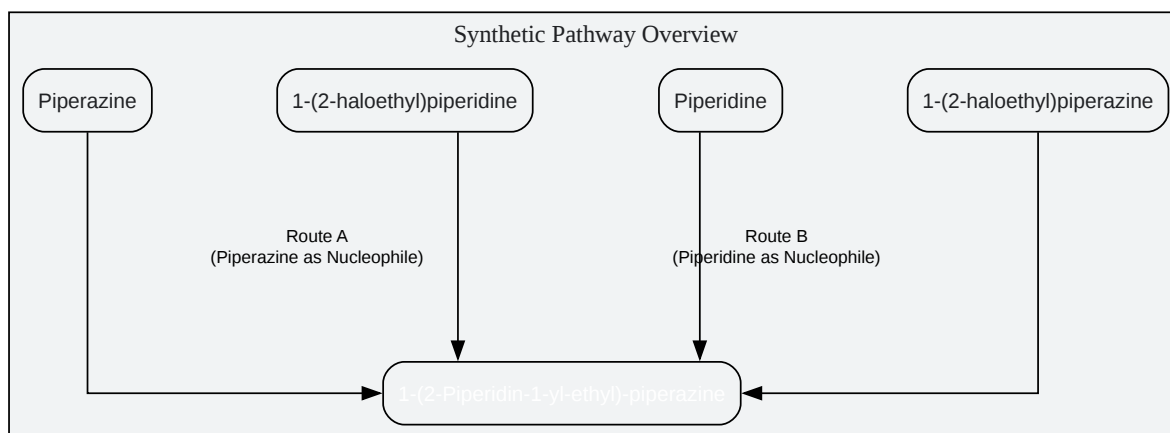 Synthetic Pathway Overview
Piperazine
1-(2-haloethyl)piperidine
Piperidine
1-(2-haloethyl)piperazine
Route A
(Piperazine as Nucleophile)
Route B
(Piperidine as Nucleophile)
1-(2-Piperidin-1-yl-ethyl)-piperazine